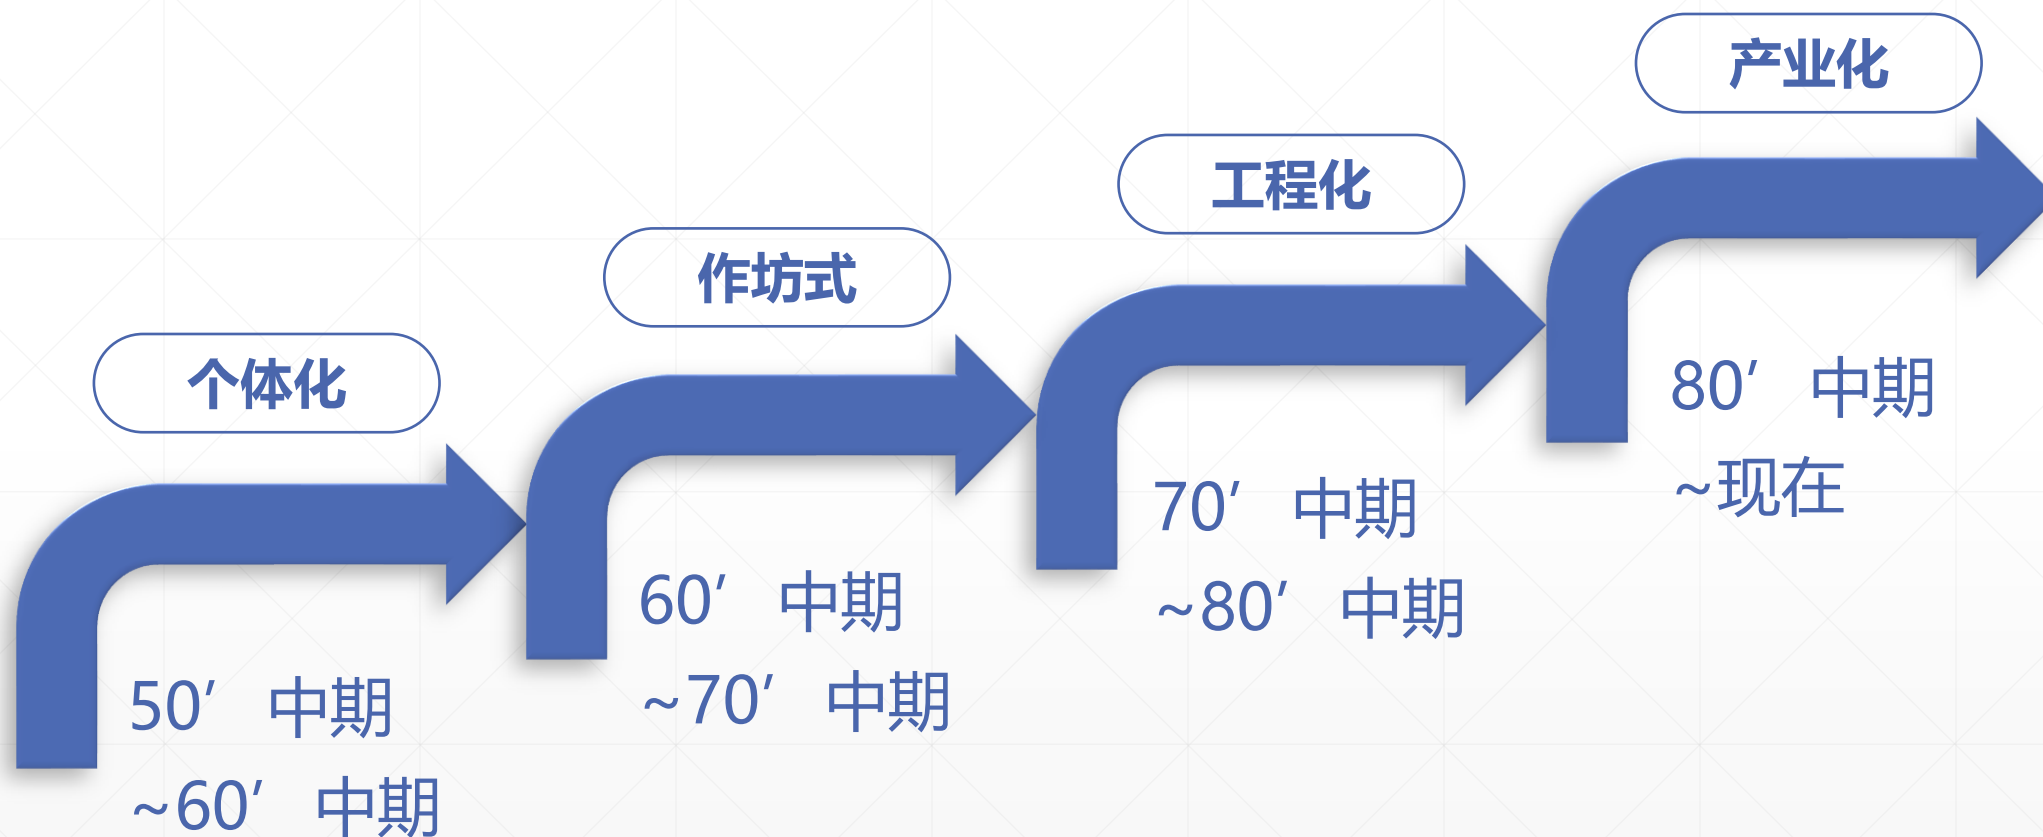 个体化
50′ 中期
~60′ 中期
作坊式
60′ 中期
~70′ 中期
工程化
70′ 中期
~80′ 中期
产业化
80′ 中期
~现在